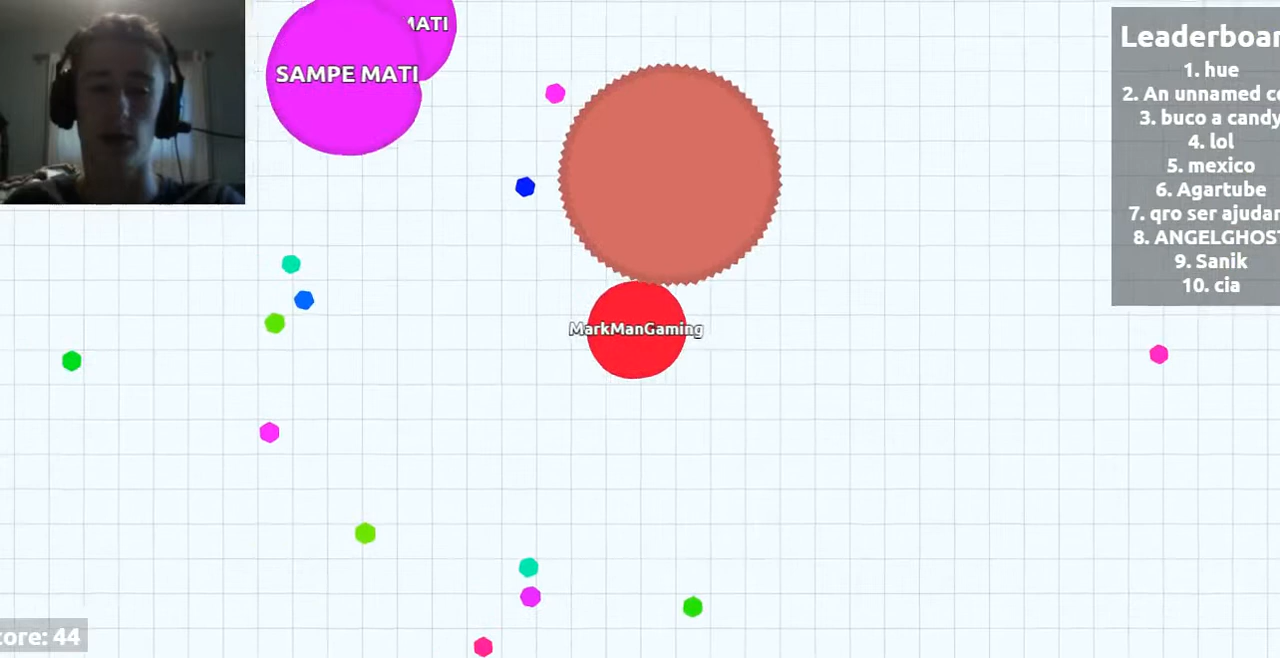 MATI
SAMPE MATI
MarkManGaming
Leaderboar
1. hue
2. An unnamed ce
3. buco a candy
4. lol
5. mexico
6. Agartube
7. qro ser ajudar
8. ANGELGHOST
9. Sanik
10. cia
core: 44